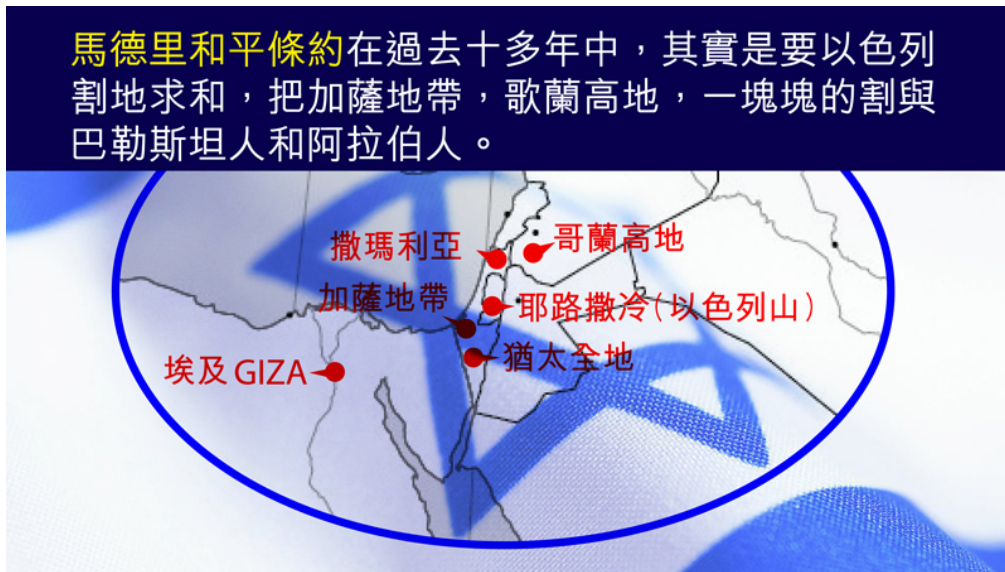 馬德里和平條約在過去十多年中，其實是要以色列
割地求和，把加薩地帶，歌蘭高地，一塊塊的割與
巴勒斯坦人和阿拉伯人。
撒瑪利亞
哥蘭高地
加薩地帶
耶路撒冷(以色列山)
猶太全地
埃及 GIZA